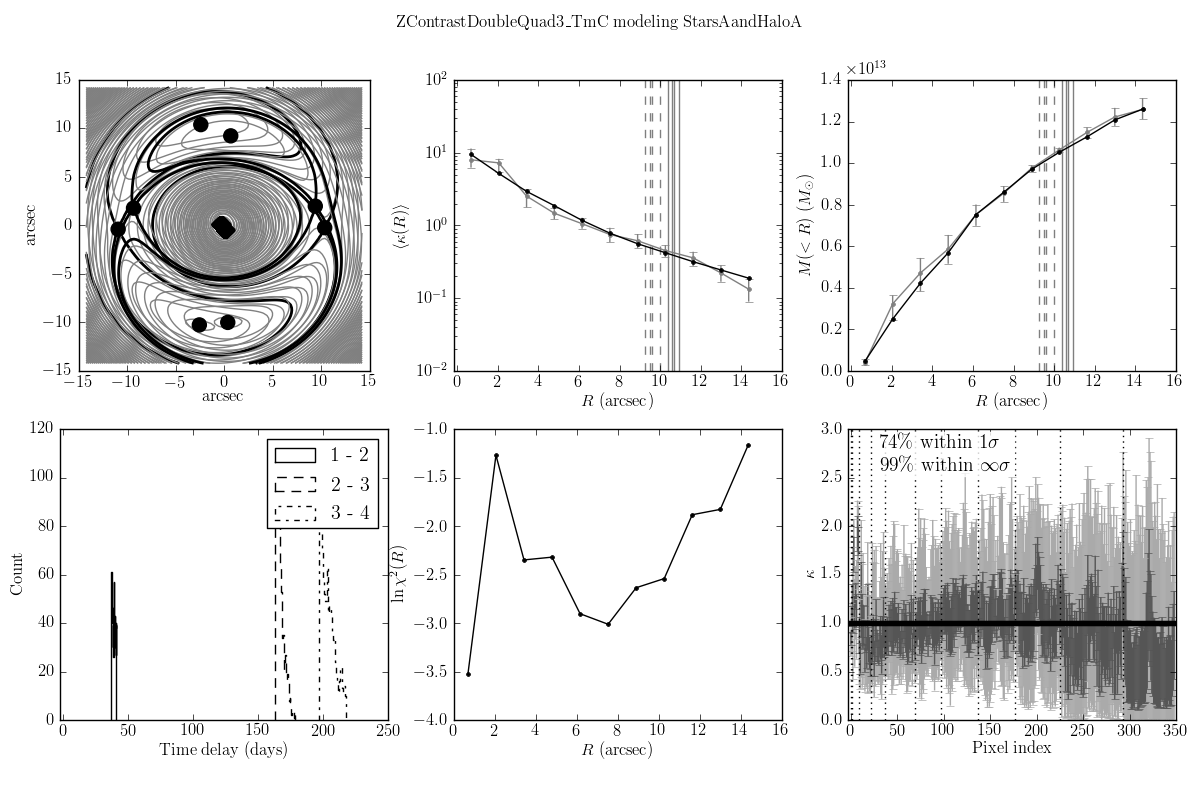 ZContrastDoubleQuad3_TmC modeling StarsAandHaloA
15
10
5
0
−5
−10
−15
arcsec
−15 −10 −5 0 5 10 15
arcsec
10²
10¹
10⁰
10⁻¹
10⁻²
⟨κ(R)⟩
0 2 4 6 8 10 12 14 16
R (arcsec)
×10¹³
1.4
1.2
1.0
0.8
0.6
0.4
0.2
0.0
M(< R) (M⊙)
0 2 4 6 8 10 12 14 16
R (arcsec)
120
100
80
60
40
20
0
Count
1 - 2
2 - 3
3 - 4
0 50 100 150 200 250
Time delay (days)
−1.0
−1.5
−2.0
−2.5
−3.0
−3.5
−4.0
ln χ²(R)
0 2 4 6 8 10 12 14 16
R (arcsec)
3.0
2.5
2.0
1.5
1.0
0.5
0.0
κ
74% within 1σ
99% within ∞σ
0 50 100 150 200 250 300 350
Pixel index